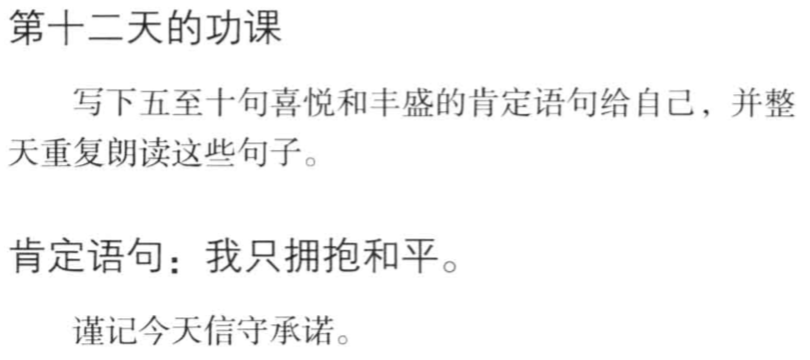 第十二天的功课
写下五至十句喜悦和丰盛的肯定语句给自己，并整
天重复朗读这些句子。
肯定语句：我只拥抱和平。
谨记今天信守承诺。